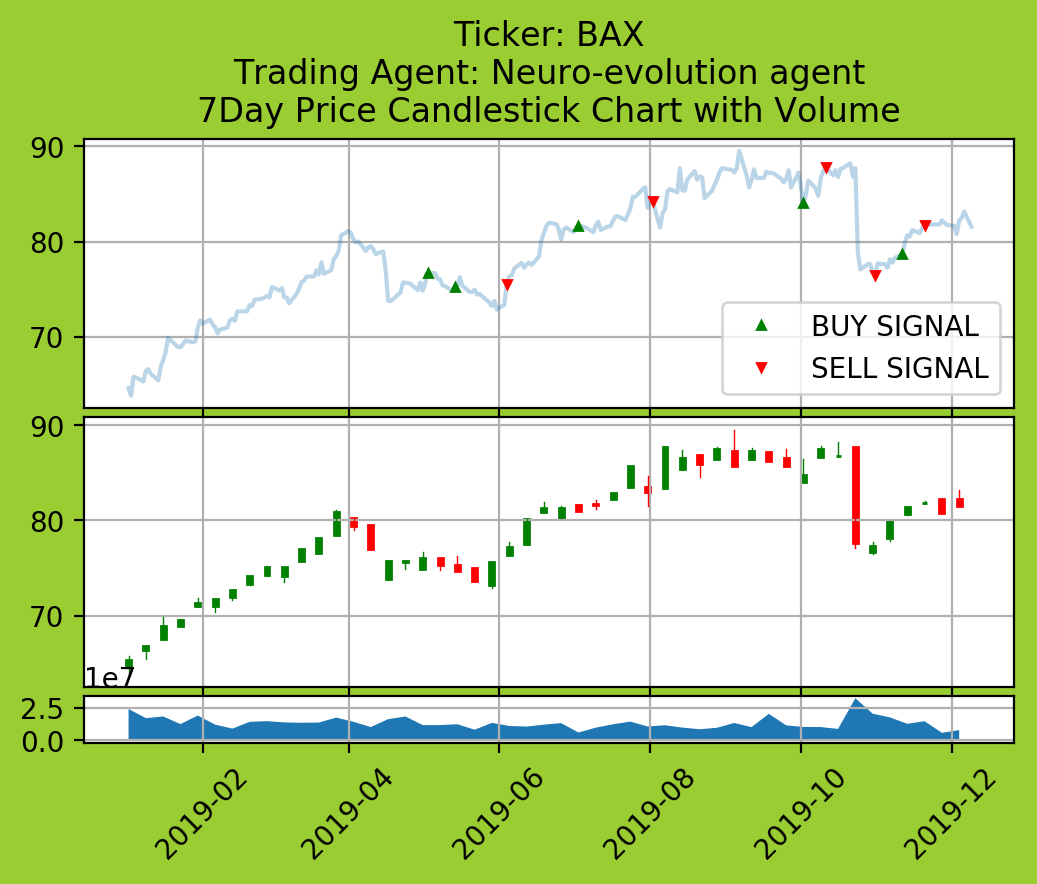 Ticker: BAX
Trading Agent: Neuro-evolution agent
7Day Price Candlestick Chart with Volume
90
80
70
BUY SIGNAL
SELL SIGNAL
90
80
70
1e7
2.5
0.0
2019-02
2019-04
2019-06
2019-08
2019-10
2019-12